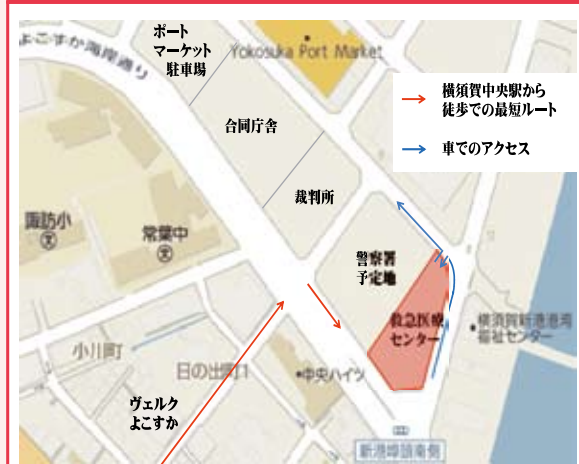 ポート
マーケット
駐車場
Yokosuka Port Market
よこすか海岸通り
横須賀中央駅から
徒歩での最短ルート
車でのアクセス
合同庁舎
裁判所
諏訪小
常葉中
警察署
予定地
救急医療
センター
横須賀新港港湾
福祉センター
小川町
日の出町1
中央ハイツ
ヴェルク
よこすか
新港埠頭南側